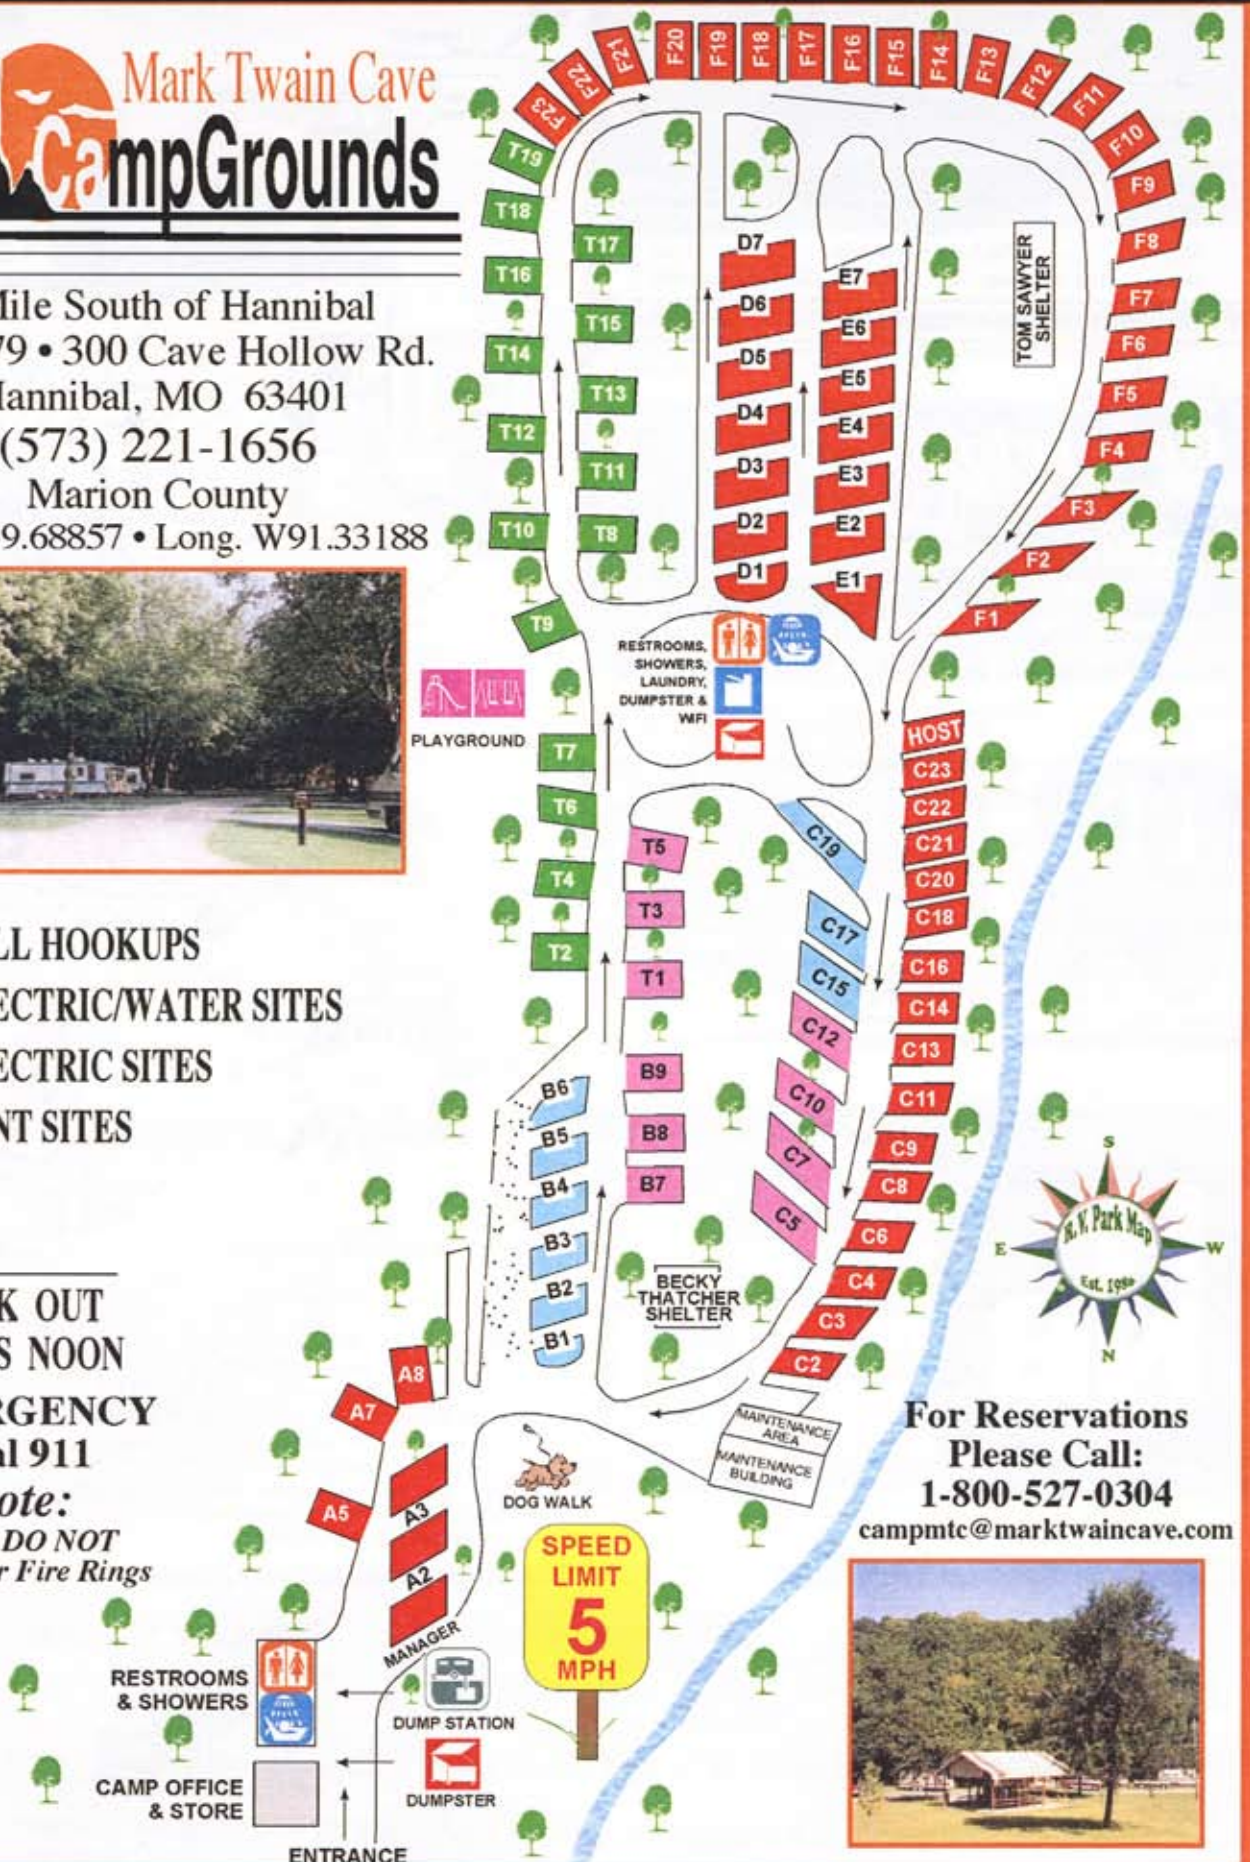 Mark Twain Cave
CampGrounds
Mile South of Hannibal
79 • 300 Cave Hollow Rd.
Hannibal, MO 63401
(573) 221-1656
Marion County
9.68857 • Long. W91.33188
LL HOOKUPS
ECTRIC/WATER SITES
ECTRIC SITES
NT SITES
K OUT
S NOON
RGENCY
al 911
ote:
DO NOT
r Fire Rings
F23
F22
F21
F20
F19
F18
F17
F16
F15
F14
F13
F12
F11
F10
F9
F8
F7
F6
F5
F4
F3
F2
F1
T19
T18
T17
T16
T15
T14
T13
T12
T11
T10
T8
T9
D7
D6
D5
D4
D3
D2
D1
E7
E6
E5
E4
E3
E2
E1
TOM SAWYER
SHELTER
RESTROOMS,
SHOWERS,
LAUNDRY,
DUMPSTER &
WIFI
PLAYGROUND
T7
T6
T4
T2
T5
T3
T1
B9
B8
B7
B6
B5
B4
B3
B2
B1
HOST
C23
C22
C21
C20
C18
C16
C14
C13
C11
C9
C8
C6
C4
C3
C2
C19
C17
C15
C12
C10
C7
C5
BECKY
THATCHER
SHELTER
MAINTENANCE
AREA
MAINTENANCE
BUILDING
A8
A7
A5
A3
A2
MANAGER
DOG WALK
SPEED
LIMIT
5
MPH
RESTROOMS
& SHOWERS
DUMP STATION
CAMP OFFICE
& STORE
DUMPSTER
ENTRANCE
S
E
W
N
R.V. Park Map
Est. 1986
For Reservations
Please Call:
1-800-527-0304
campmtc@marktwaincave.com